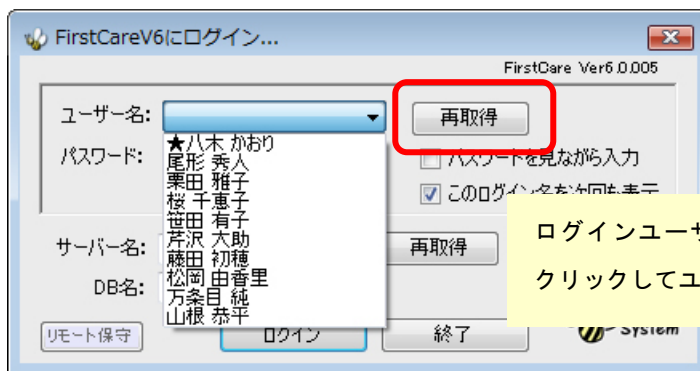 FirstCareV6にログイン...
FirstCare Ver6.0.005
ユーザー名:
再取得
★八木 かおり
尾形 秀人
栗田 雅子
桜 千恵子
笹田 有子
芹沢 大助
藤田 初穂
松岡 由香里
万条目 純
山根 恭平
パスワード:
パスワードを見ながら入力
このログイン名を次回も表示
サーバー名:
再取得
DB名:
ログインユーザ
クリックしてユ
リモート保守
ログイン
終了
System